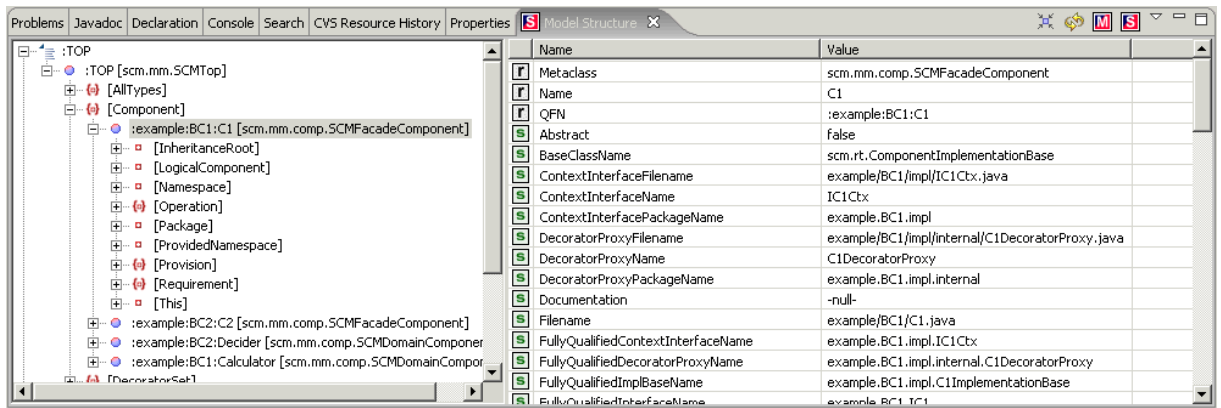 Problems Javadoc Declaration Console Search CVS Resource History Properties S Model Structure M S
:TOP
:TOP [scm.mm.SCMTop]
[AllTypes]
[Component]
:example:BC1:C1 [scm.mm.comp.SCMFacadeComponent]
[InheritanceRoot]
[LogicalComponent]
[Namespace]
[Operation]
[Package]
[ProvidedNamespace]
[Provision]
[Requirement]
[This]
:example:BC2:C2 [scm.mm.comp.SCMFacadeComponent]
:example:BC2:Decider [scm.mm.comp.SCMDomainComponer
:example:BC1:Calculator [scm.mm.comp.SCMDomainCompor
[DecoratorSet]
Name Value
r Metaclass scm.mm.comp.SCMFacadeComponent
r Name C1
r QFN :example:BC1:C1
S Abstract false
S BaseClassName scm.rt.ComponentImplementationBase
S ContextInterfaceFilename example/BC1/impl/IC1Ctx.java
S ContextInterfaceName IC1Ctx
S ContextInterfacePackageName example.BC1.impl
S DecoratorProxyFilename example/BC1/impl/internal/C1DecoratorProxy.java
S DecoratorProxyName C1DecoratorProxy
S DecoratorProxyPackageName example.BC1.impl.internal
S Documentation -null-
S Filename example/BC1/C1.java
S FullyQualifiedContextInterfaceName example.BC1.impl.IC1Ctx
S FullyQualifiedDecoratorProxyName example.BC1.impl.internal.C1DecoratorProxy
S FullyQualifiedImplBaseName example.BC1.impl.C1ImplementationBase
S FullyQualifiedInterfaceName example.BC1.IC1